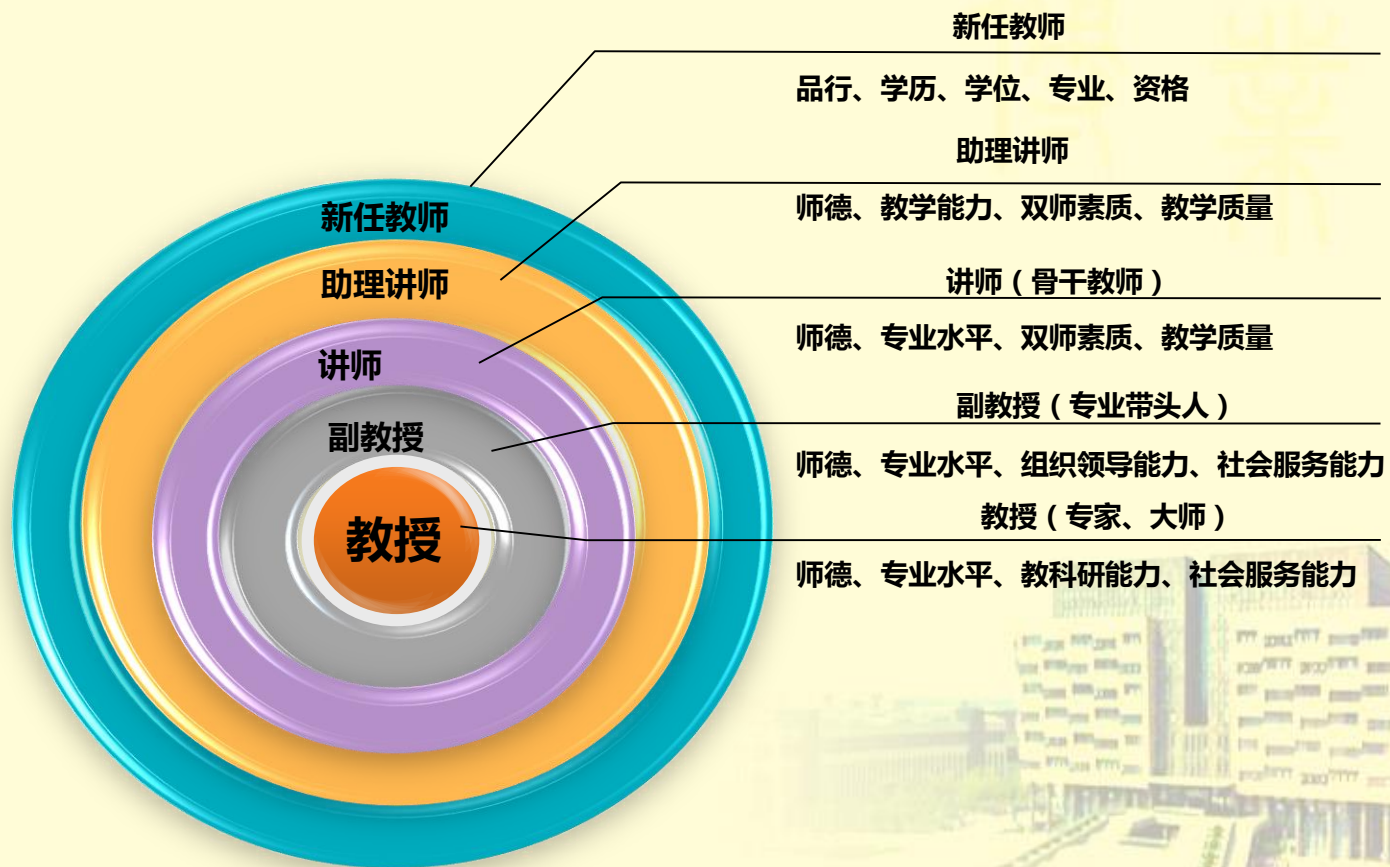 新任教师
品行、学历、学位、专业、资格
助理讲师
师德、教学能力、双师素质、教学质量
讲师（骨干教师）
师德、专业水平、双师素质、教学质量
副教授（专业带头人）
师德、专业水平、组织领导能力、社会服务能力
教授（专家、大师）
师德、专业水平、教科研能力、社会服务能力
新任教师
助理讲师
讲师
副教授
教授